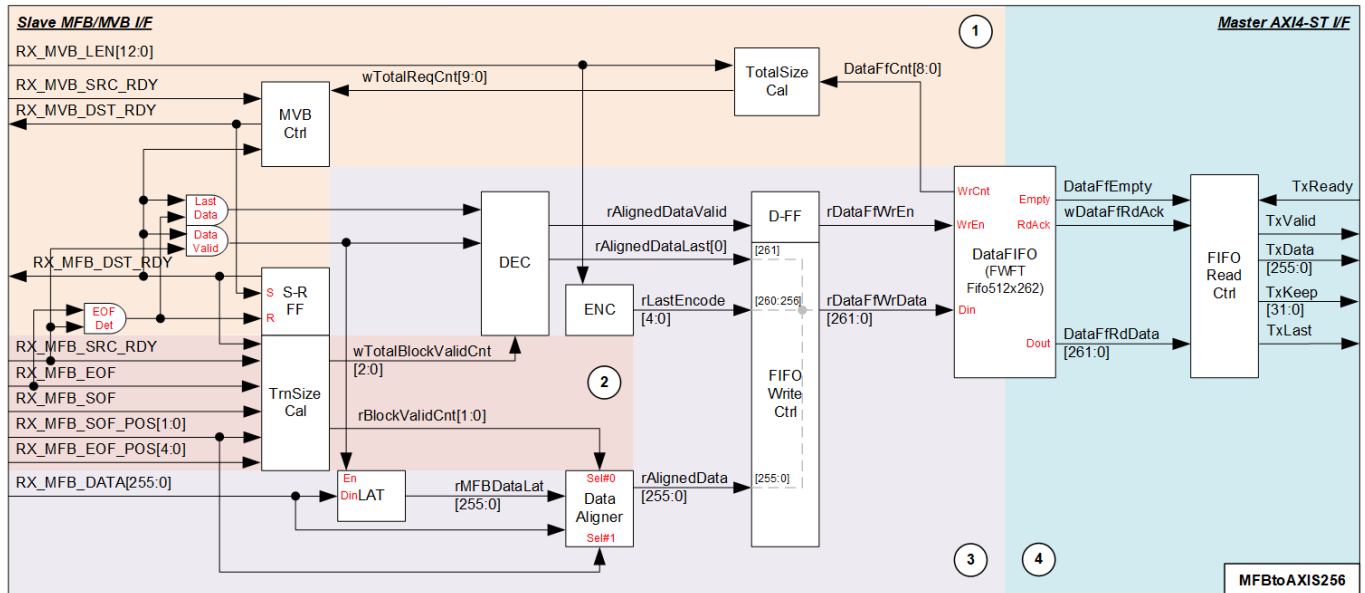 Slave MFB/MVB I/F
Master AXI4-ST I/F
1
RX_MVB_LEN[12:0]
RX_MVB_SRC_RDY
RX_MVB_DST_RDY
wTotalReqCnt[9:0]
MVB
Ctrl
TotalSize
Cal
DataFfCnt[8:0]
Last
Data
Data
Valid
RX_MFB_DST_RDY
EOF
Det
S
R
S-R
FF
RX_MFB_SRC_RDY
RX_MFB_EOF
RX_MFB_SOF
RX_MFB_SOF_POS[1:0]
RX_MFB_EOF_POS[4:0]
RX_MFB_DATA[255:0]
TrnSize
Cal
wTotalBlockValidCnt
[2:0]
2
rBlockValidCnt[1:0]
En
Din
LAT
rMFBDataLat
[255:0]
Sel#0
Data
Aligner
Sel#1
DEC
ENC
rAlignedDataValid
rAlignedDataLast[0]
rLastEncode
[4:0]
rAlignedData
[255:0]
D-FF
[261]
[260:256]
FIFO
Write
Ctrl
[255:0]
rDataFfWrEn
rDataFfWrData
[261:0]
3
WrCnt
Empty
WrEn
RdAck
DataFIFO
(FWFT
Fifo512x262)
Din
Dout
DataFfEmpty
wDataFfRdAck
DataFfRdData
[261:0]
FIFO
Read
Ctrl
TxReady
TxValid
TxData
[255:0]
TxKeep
[31:0]
TxLast
4
MFBtoAXIS256